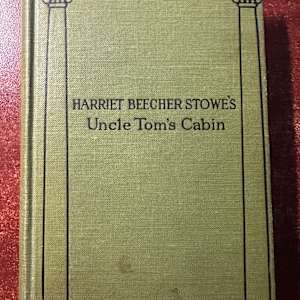 HARRIET BEECHER STOWE'S
Uncle Tom's Cabin